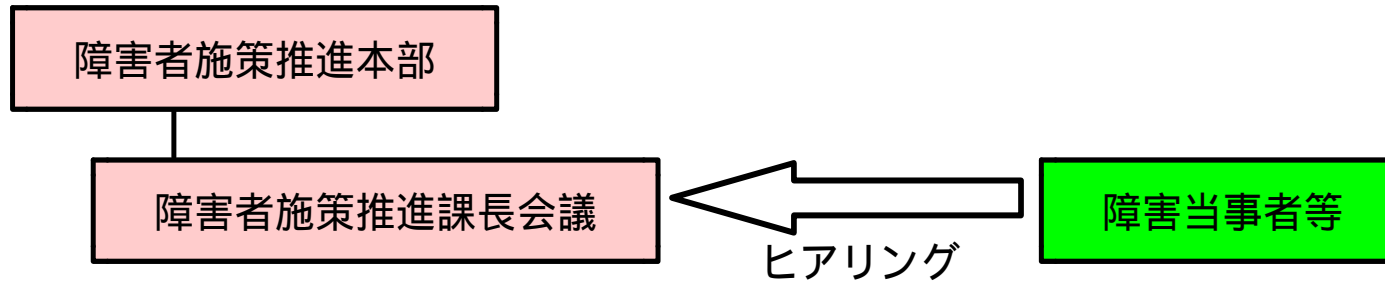 障害者施策推進本部
障害者施策推進課長会議
障害当事者等
ヒアリング